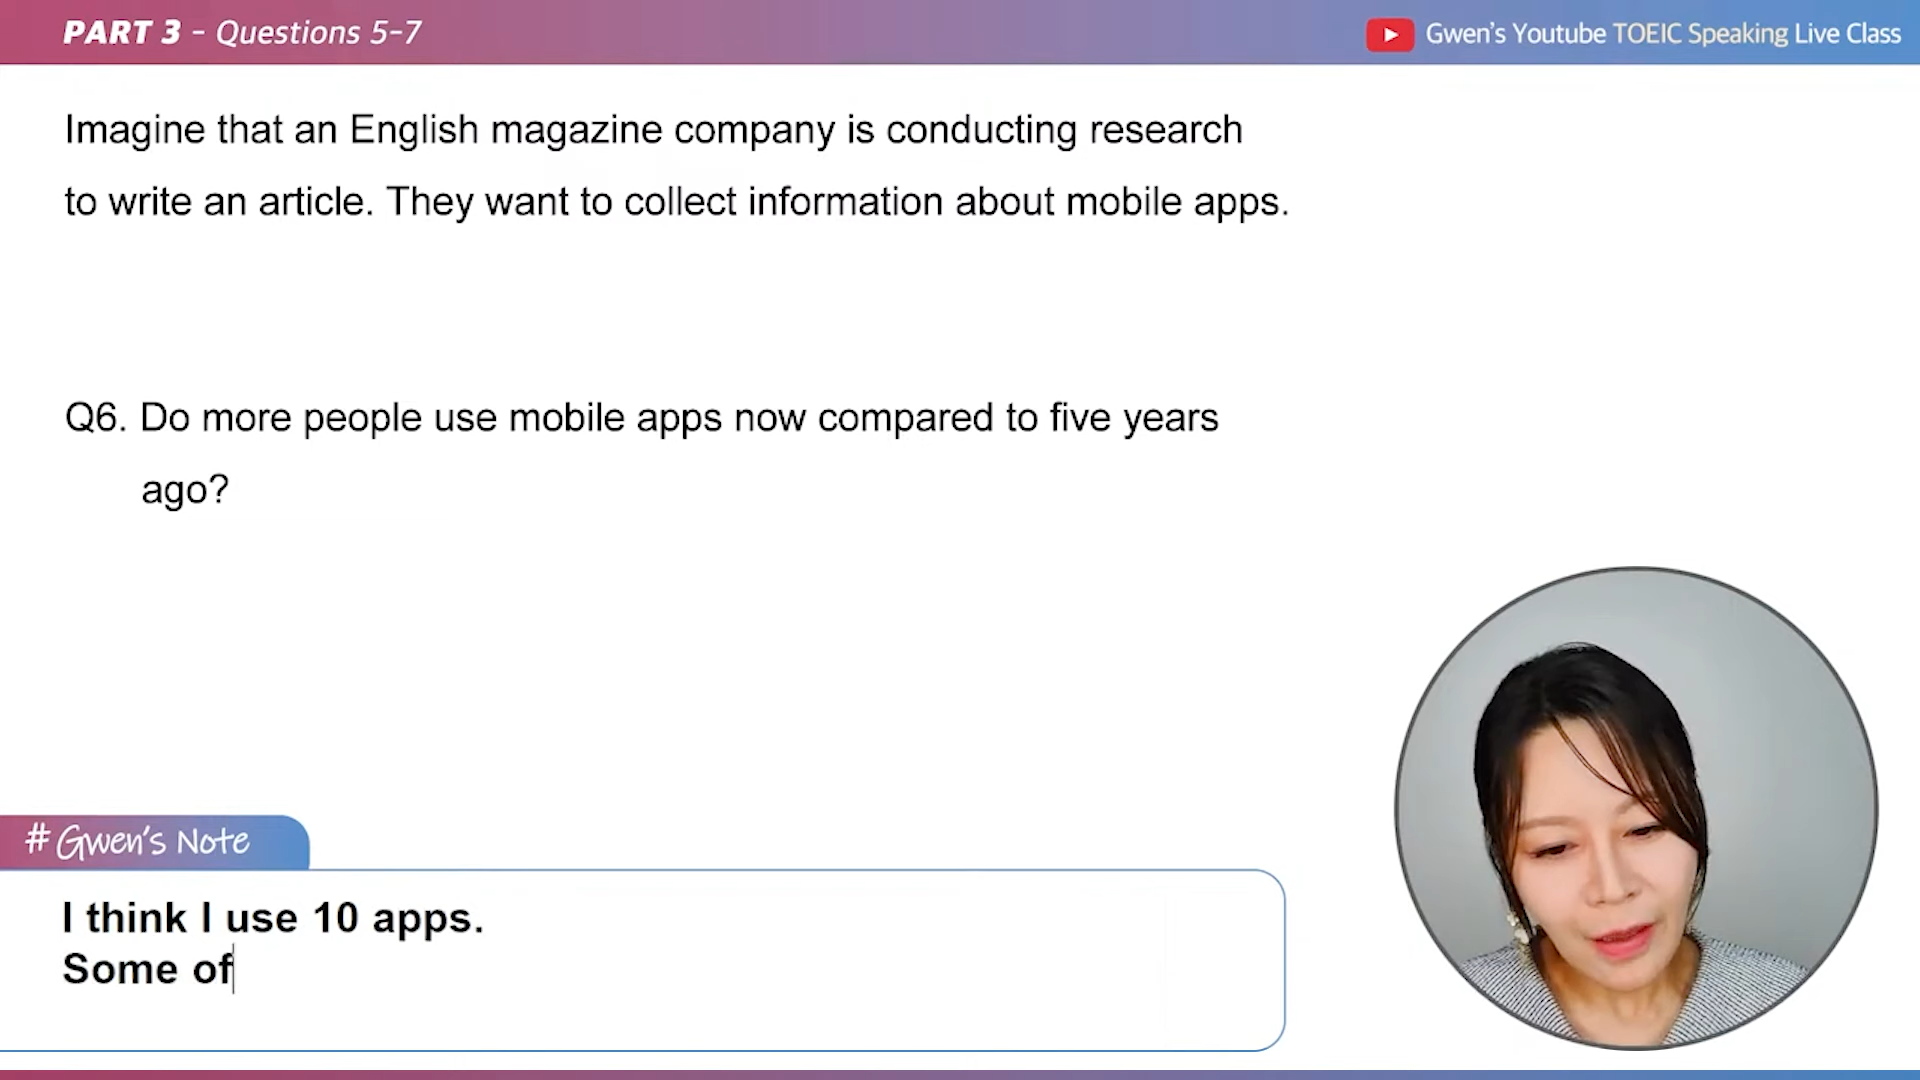 PART 3 - Questions 5-7
Gwen's Youtube TOEIC Speaking Live Class
Imagine that an English magazine company is conducting research
to write an article. They want to collect information about mobile apps.
Q6. Do more people use mobile apps now compared to five years
ago?
# Gwen's Note
I think I use 10 apps.
Some of